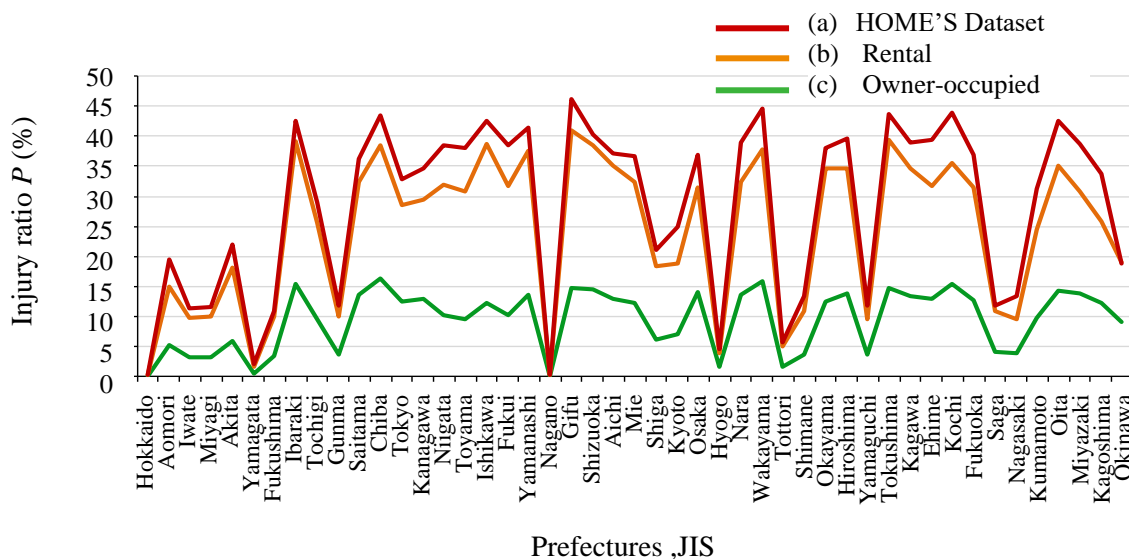 (a) HOME’S Dataset
(b) Rental
(c) Owner-occupied
Injury ratio P (%)
50
45
40
35
30
25
20
15
10
5
0
Hokkaido
Aomori
Iwate
Miyagi
Akita
Yamagata
Fukushima
Ibaraki
Tochigi
Gunma
Saitama
Chiba
Tokyo
Kanagawa
Niigata
Toyama
Ishikawa
Fukui
Yamanashi
Nagano
Gifu
Shizuoka
Aichi
Mie
Shiga
Kyoto
Osaka
Hyogo
Nara
Wakayama
Tottori
Shimane
Okayama
Hiroshima
Yamaguchi
Tokushima
Kagawa
Ehime
Kochi
Fukuoka
Saga
Nagasaki
Kumamoto
Oita
Miyazaki
Kagoshima
Okinawa
Prefectures ,JIS